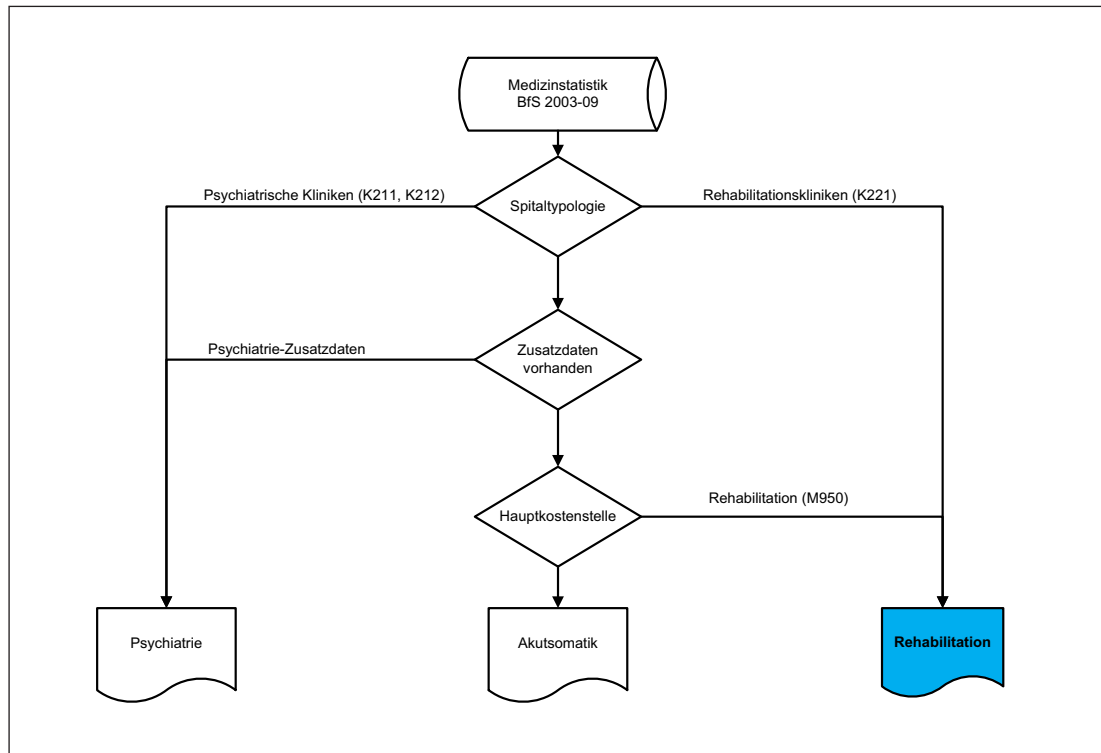 Medizinstatistik
BfS 2003-09
Psychiatrische Kliniken (K211, K212)
Spitaltypologie
Rehabilitationskliniken (K221)
Psychiatrie-Zusatzdaten
Zusatzdaten
vorhanden
Hauptkostenstelle
Rehabilitation (M950)
Psychiatrie
Akutsomatik
Rehabilitation